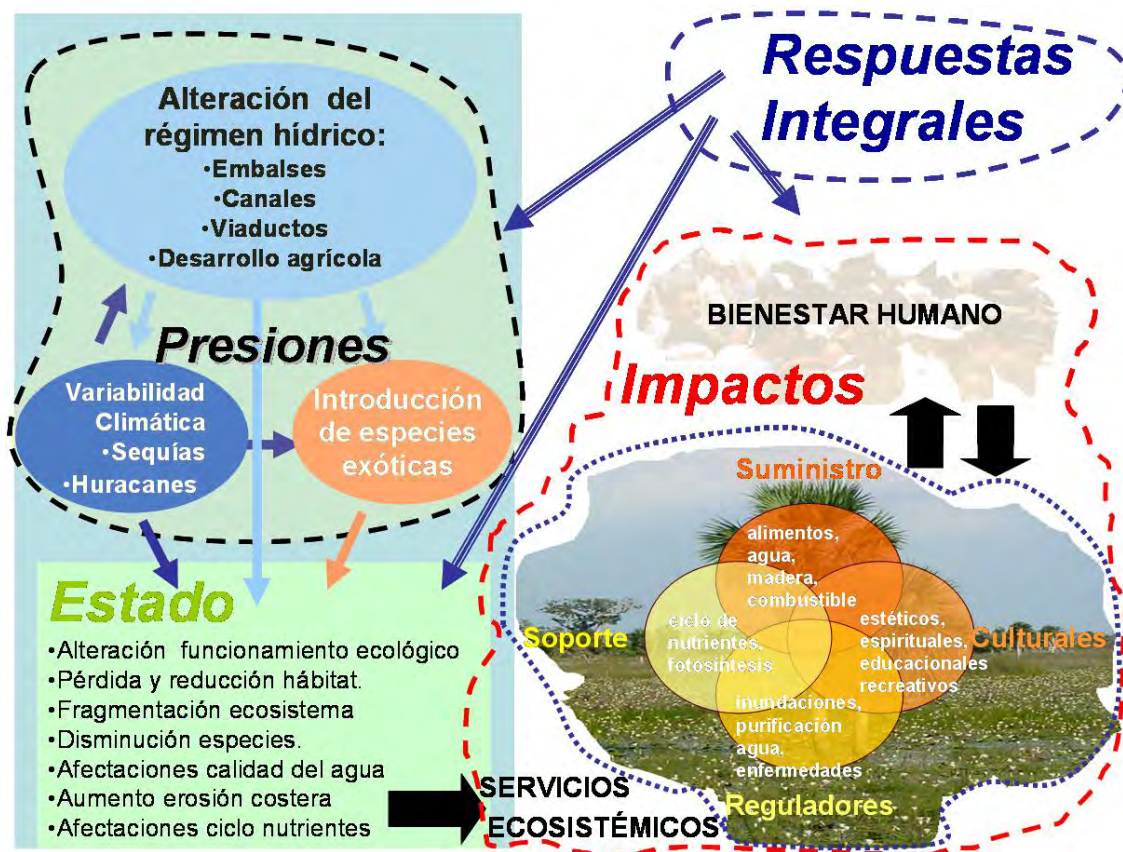 Respuestas
Integrales
Alteración del
régimen hídrico:
•Embalses
•Canales
•Viaductos
•Desarrollo agrícola
Presiones
Variabilidad
Climática
•Sequías
•Huracanes
Introducción
de especies
exóticas
Estado
•Alteración funcionamiento ecológico
•Pérdida y reducción hábitat.
•Fragmentación ecosistema
•Disminución especies.
•Afectaciones calidad del agua
•Aumento erosión costera
•Afectaciones ciclo nutrientes
BIENESTAR HUMANO
Impactos
Suministro
alimentos,
agua,
madera,
combustible
Soporte
ciclo de
nutrientes,
fotosíntesis
estéticos,
espirituales,
educacionales
recreativos
Culturales
inundaciones,
purificación
agua,
enfermedades
Reguladores
SERVICIOS
ECOSISTÉMICOS